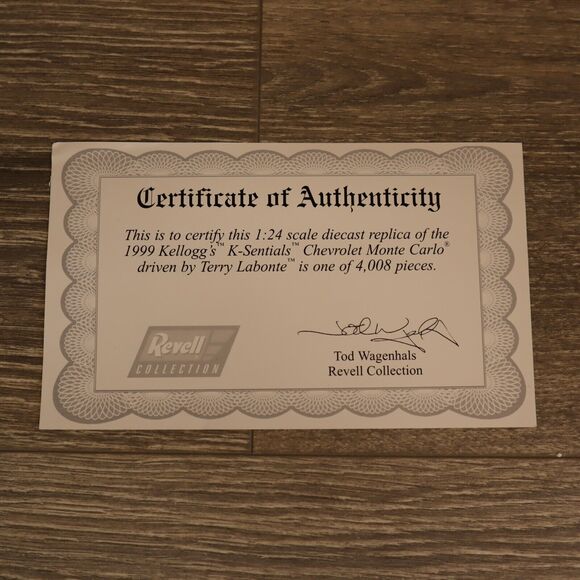 Certificate of Authenticity
This is to certify this 1:24 scale diecast replica of the
1999 Kellogg's™ K-Sentials™ Chevrolet Monte Carlo®
driven by Terry Labonte™ is one of 4,008 pieces.
Revell
COLLECTION
Tod Wagenhals
Revell Collection